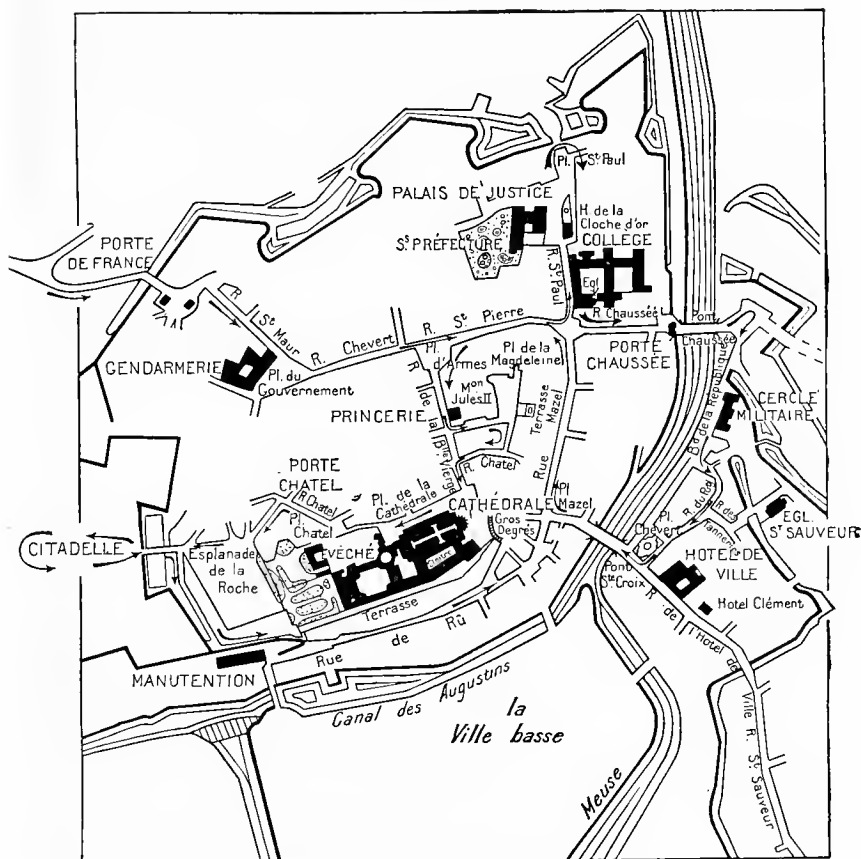 Pl. St Paul
PALAIS DE JUSTICE
H. de la
Cloche d'or
COLLEGE
Ss PRÉFECTURE
R. St Paul
Egl.
R. Chaussée
Pont
Chaussée
PORTE
CHAUSSÉE
PORTE
DE FRANCE
R. St Maur
GENDARMERIE
Pl. du
Gouvernement
R. Chevert
R. St Pierre
Pl.
d'Armes
Pl de la
Magdeleine
Mon
Jules II
PRINCERIE
R. de la Bse Vierge
Terrasse
Rue Mazel
Bd de la République
CERCLE
MILITAIRE
R. Chatel
PORTE
CHATEL
R. Chatel
Pl. de la
Cathédrale
CATHÉDRALE
Pl
Mazel
Gros
Degrés
Pl.
Chatel
ÉVÊCHÉ
Cloître
CITADELLE
Esplanade
de la
Roche
Terrasse
Rue de Rû
MANUTENTION
Canal des Augustins
la
Ville basse
Meuse
Pont
Ste Croix
Pl.
Chevert
R. du Rol
R. des
Tanneries
EGL.
St SAUVEUR
HOTEL DE
VILLE
Hotel Clément
R. de l'Hotel de Ville
R. St Sauveur